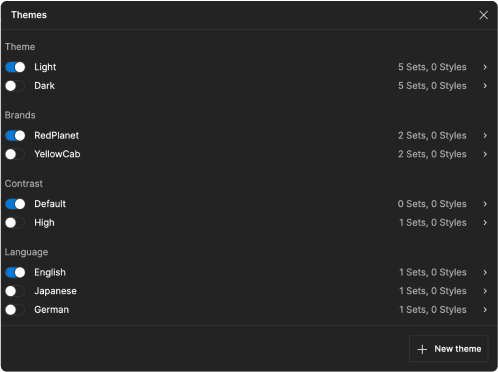 Themes
Theme
Light 5 Sets, 0 Styles
Dark 5 Sets, 0 Styles
Brands
RedPlanet 2 Sets, 0 Styles
YellowCab 2 Sets, 0 Styles
Contrast
Default 0 Sets, 0 Styles
High 1 Sets, 0 Styles
Language
English 1 Sets, 0 Styles
Japanese 1 Sets, 0 Styles
German 1 Sets, 0 Styles
New theme